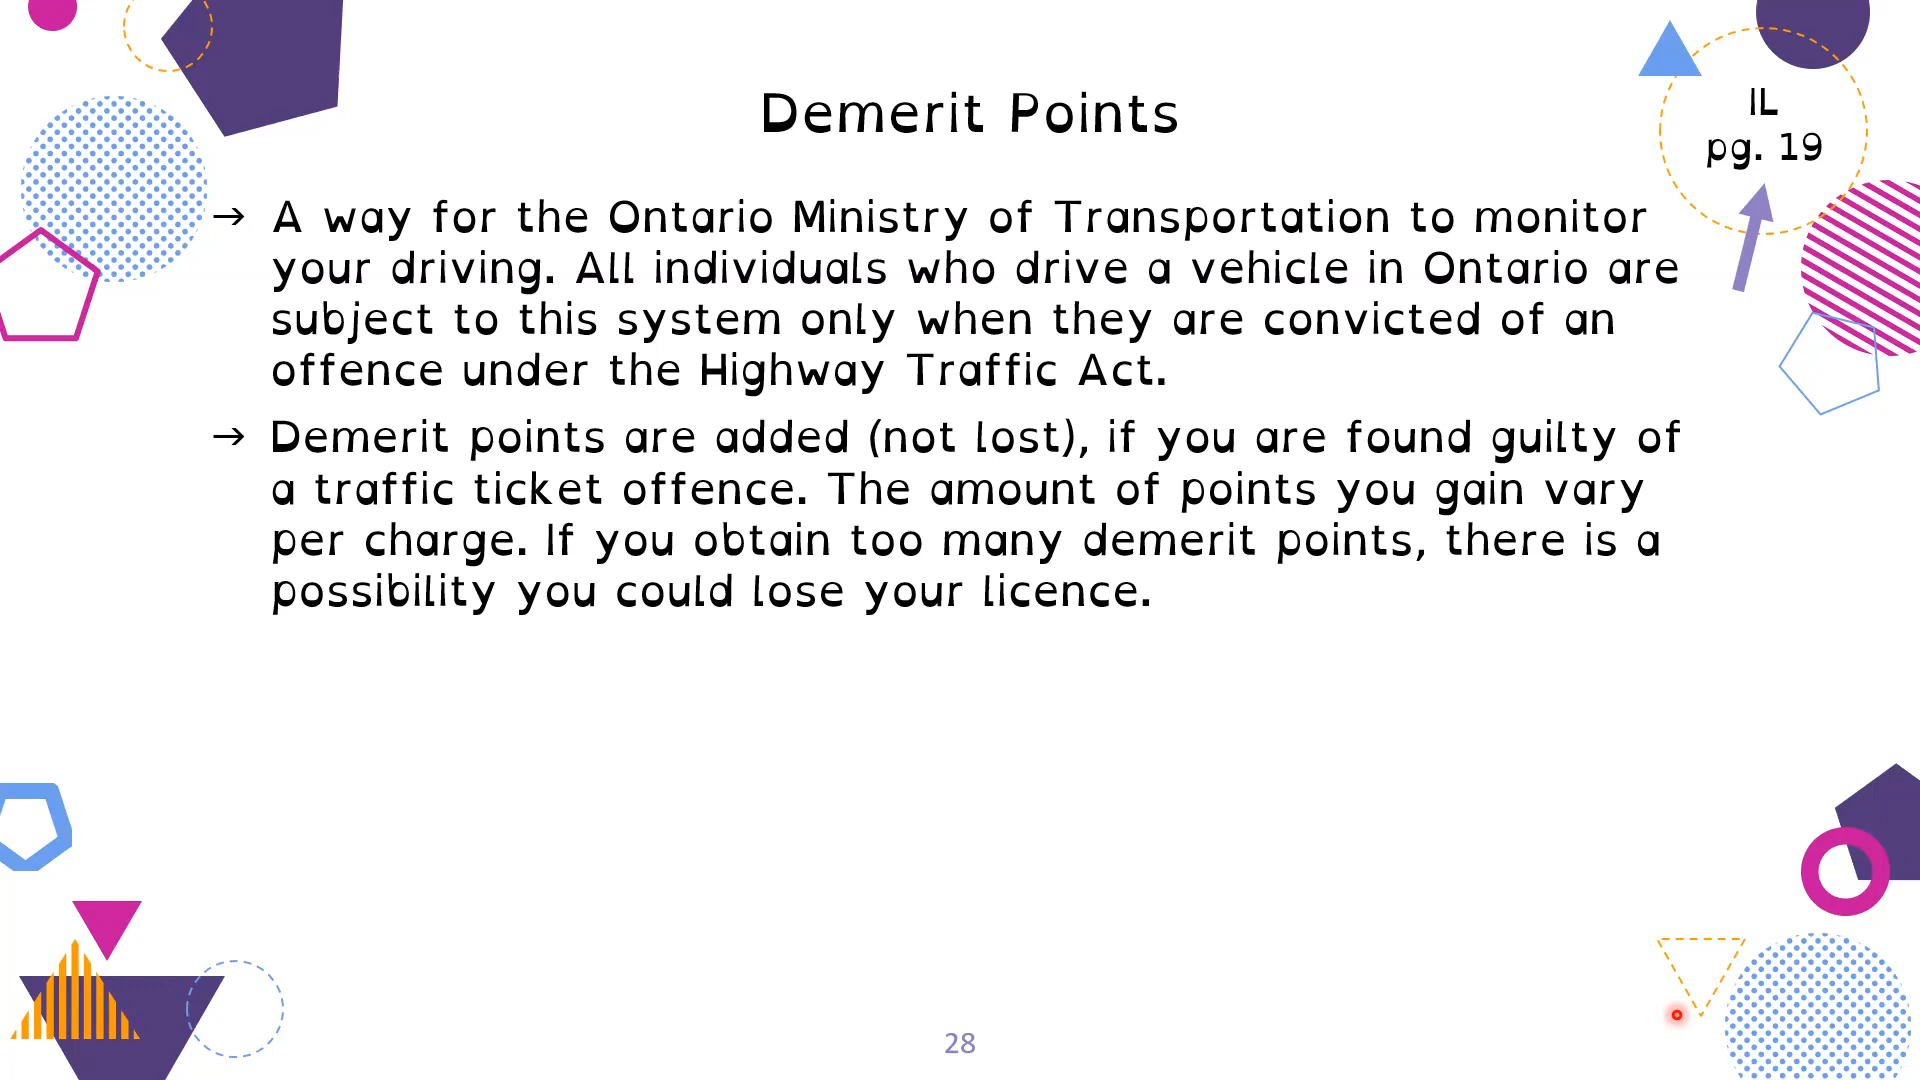 Demerit Points
IL
pg. 19
→ A way for the Ontario Ministry of Transportation to monitor
your driving. All individuals who drive a vehicle in Ontario are
subject to this system only when they are convicted of an
offence under the Highway Traffic Act.
→ Demerit points are added (not lost), if you are found guilty of
a traffic ticket offence. The amount of points you gain vary
per charge. If you obtain too many demerit points, there is a
possibility you could lose your licence.
28